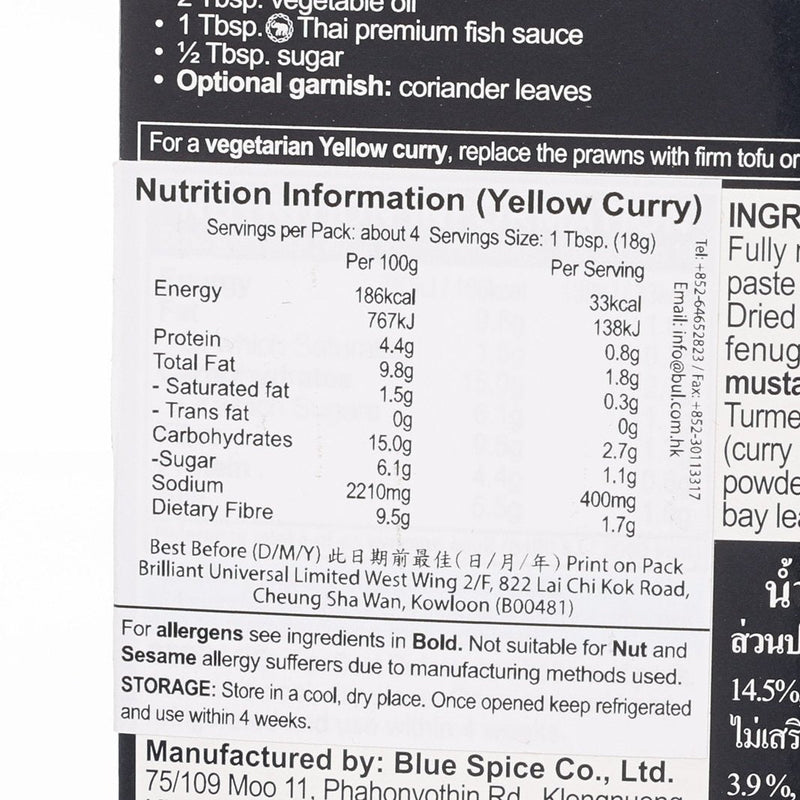 2 Tbsp. vegetable oil
• 1 Tbsp. Thai premium fish sauce
• ½ Tbsp. sugar
• Optional garnish: coriander leaves
For a vegetarian Yellow curry, replace the prawns with firm tofu or
Nutrition Information (Yellow Curry)
Servings per Pack: about 4 Servings Size: 1 Tbsp. (18g)
Per 100g Per Serving
Energy 186kcal 33kcal
767kJ 138kJ
Protein 4.4g 0.8g
Total Fat 9.8g 1.8g
- Saturated fat 1.5g 0.3g
- Trans fat 0g 0g
Carbohydrates 15.0g 2.7g
-Sugar 6.1g 1.1g
Sodium 2210mg 400mg
Dietary Fibre 9.5g 1.7g
Tel: +852-64652823 / Fax: +852-30113317
Email: info@bul.com.hk
Best Before (D/M/Y) 此日期前最佳(日/月/年) Print on Pack
Brilliant Universal Limited West Wing 2/F, 822 Lai Chi Kok Road,
Cheung Sha Wan, Kowloon (B00481)
For allergens see ingredients in Bold. Not suitable for Nut and
Sesame allergy sufferers due to manufacturing methods used.
STORAGE: Store in a cool, dry place. Once opened keep refrigerated
and use within 4 weeks.
Manufactured by: Blue Spice Co., Ltd.
75/109 Moo 11, Phahonyothin Rd., Klongnueng
INGR
Fully
paste
Dried
fenug
musta
Turme
(curry
powde
bay lea
น้ำ
ส่วนป
14.5%
ไม่เสริ
3.9 %,